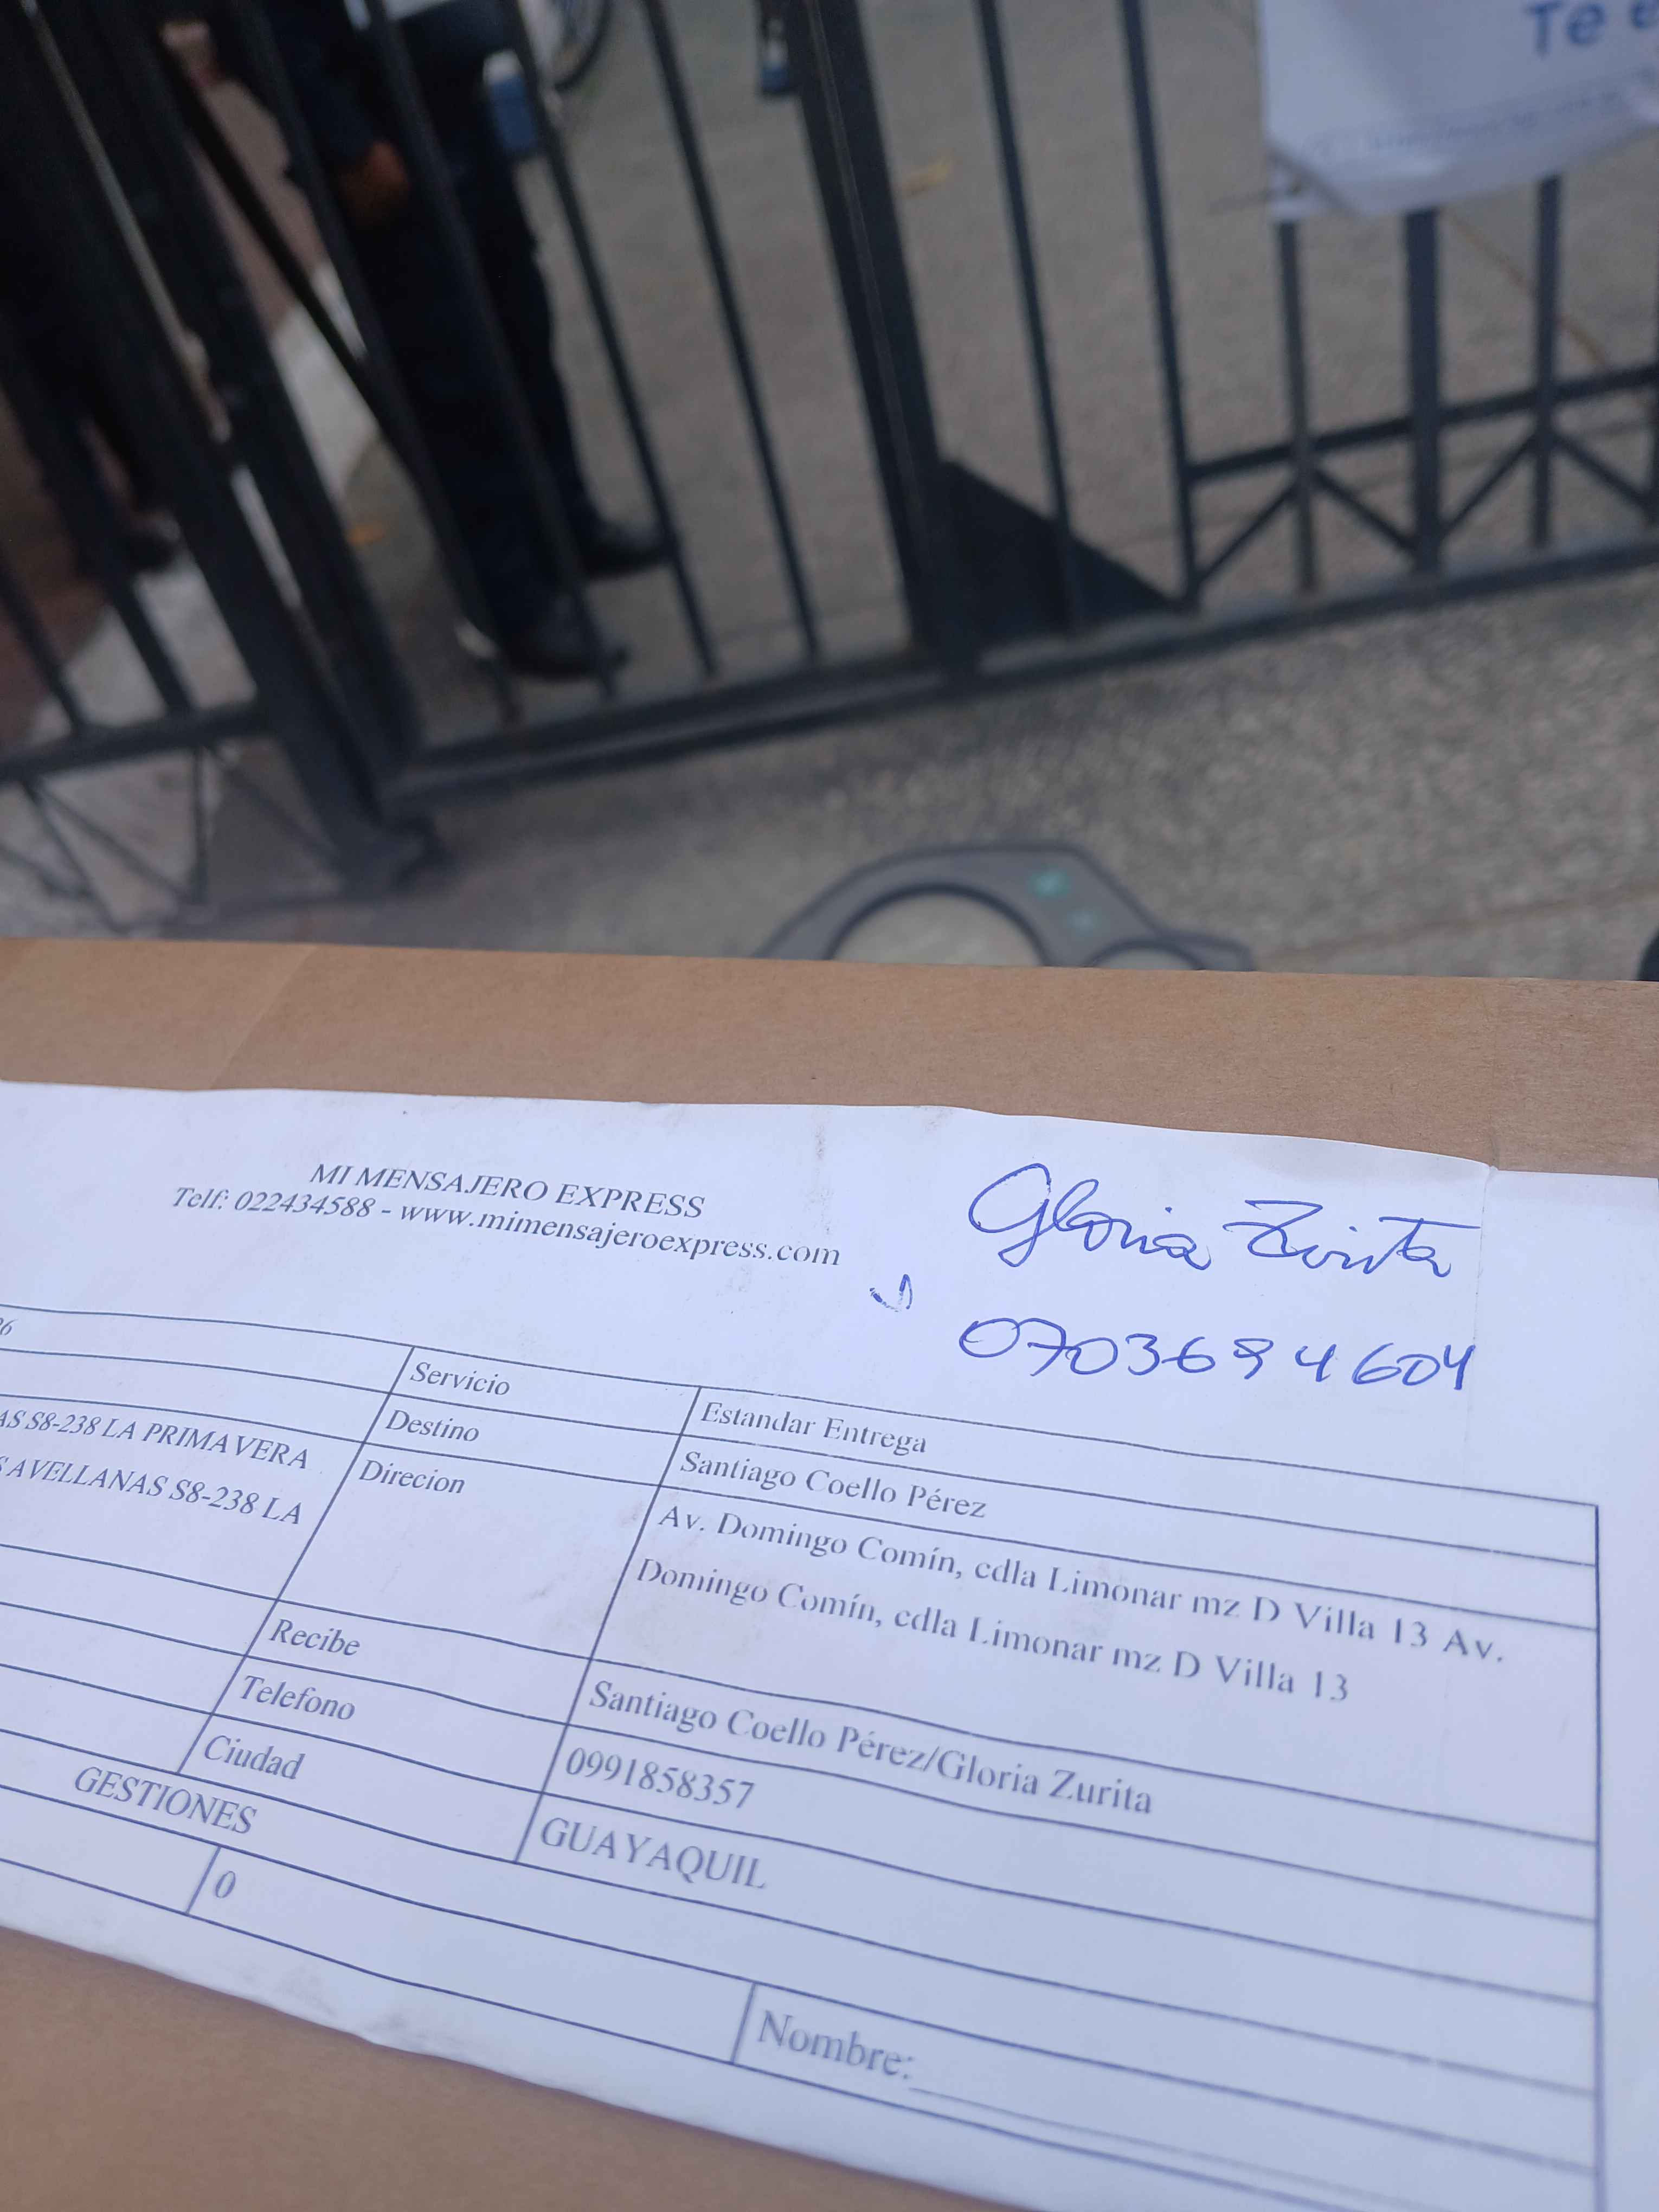 Te
MI MENSAJERO EXPRESS
Telf: 022434588 - www.mimensajeroexpress.com
Gloria Zurita
0703694604
Servicio
Estandar Entrega
Destino
Santiago Coello Pérez
S8-238 LA PRIMAVERA
AVELLANAS S8-238 LA
Direcion
Av. Domingo Comín, cdla Limonar mz D Villa 13 Av.
Domingo Comín, cdla Limonar mz D Villa 13
Recibe
Santiago Coello Pérez/Gloria Zurita
Telefono
0991858357
Ciudad
GUAYAQUIL
GESTIONES
0
Nombre: